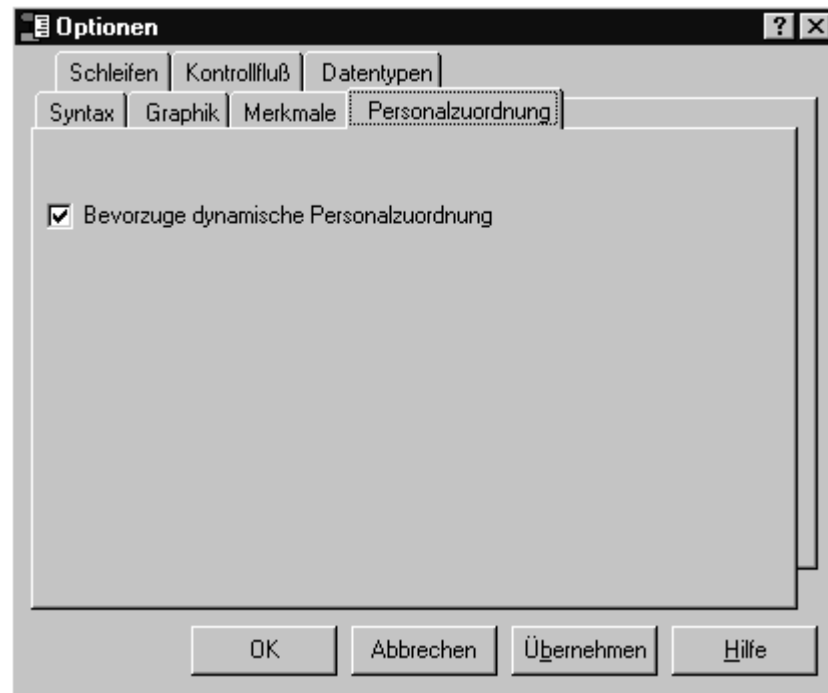 Optionen
Schleifen Kontrollfluß Datentypen
Syntax Graphik Merkmale Personalzuordnung
Bevorzuge dynamische Personalzuordnung
OK Abbrechen Übernehmen Hilfe